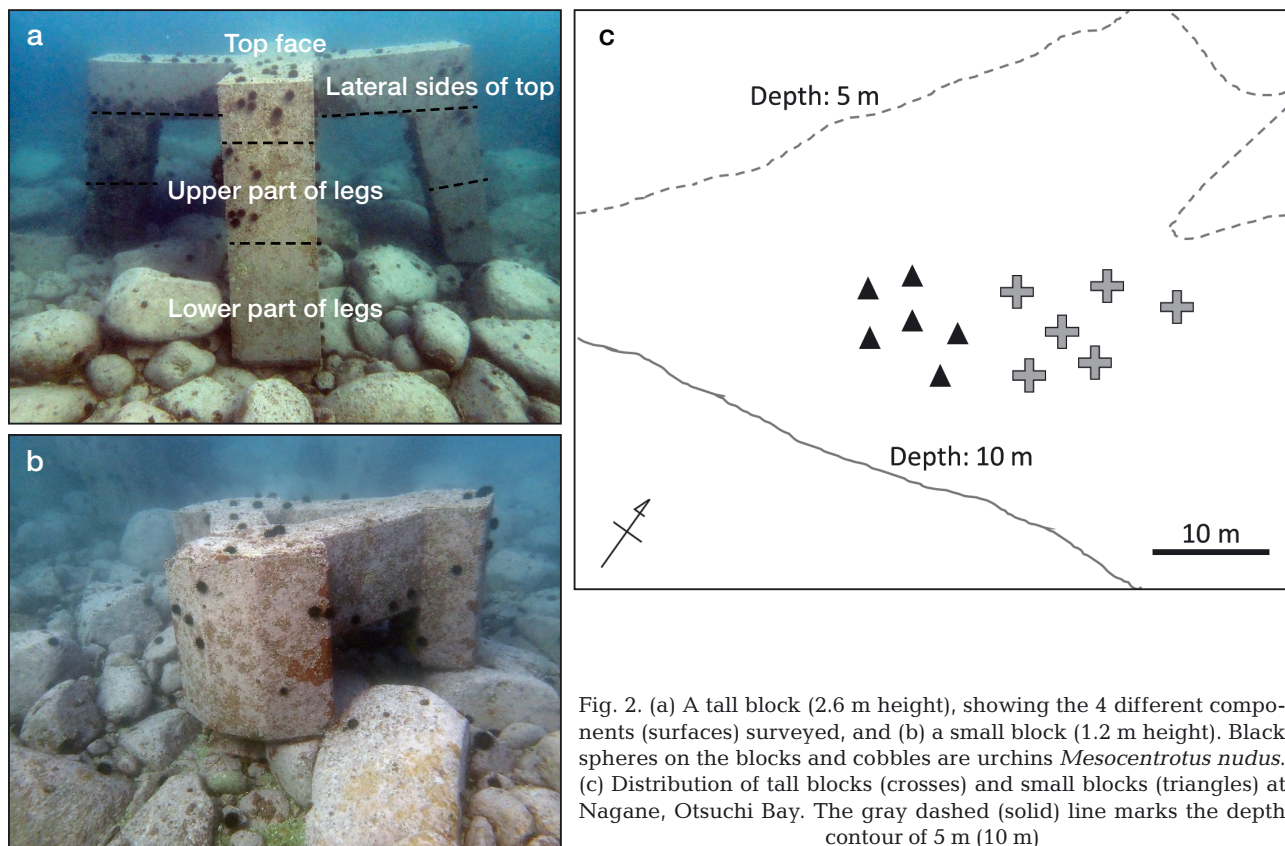 a
Top face
Lateral sides of top
Upper part of legs
Lower part of legs
b
c
Depth: 5 m
Depth: 10 m
10 m
Fig. 2. (a) A tall block (2.6 m height), showing the 4 different compo-
nents (surfaces) surveyed, and (b) a small block (1.2 m height). Black
spheres on the blocks and cobbles are urchins Mesocentrotus nudus.
(c) Distribution of tall blocks (crosses) and small blocks (triangles) at
Nagane, Otsuchi Bay. The gray dashed (solid) line marks the depth
contour of 5 m (10 m)